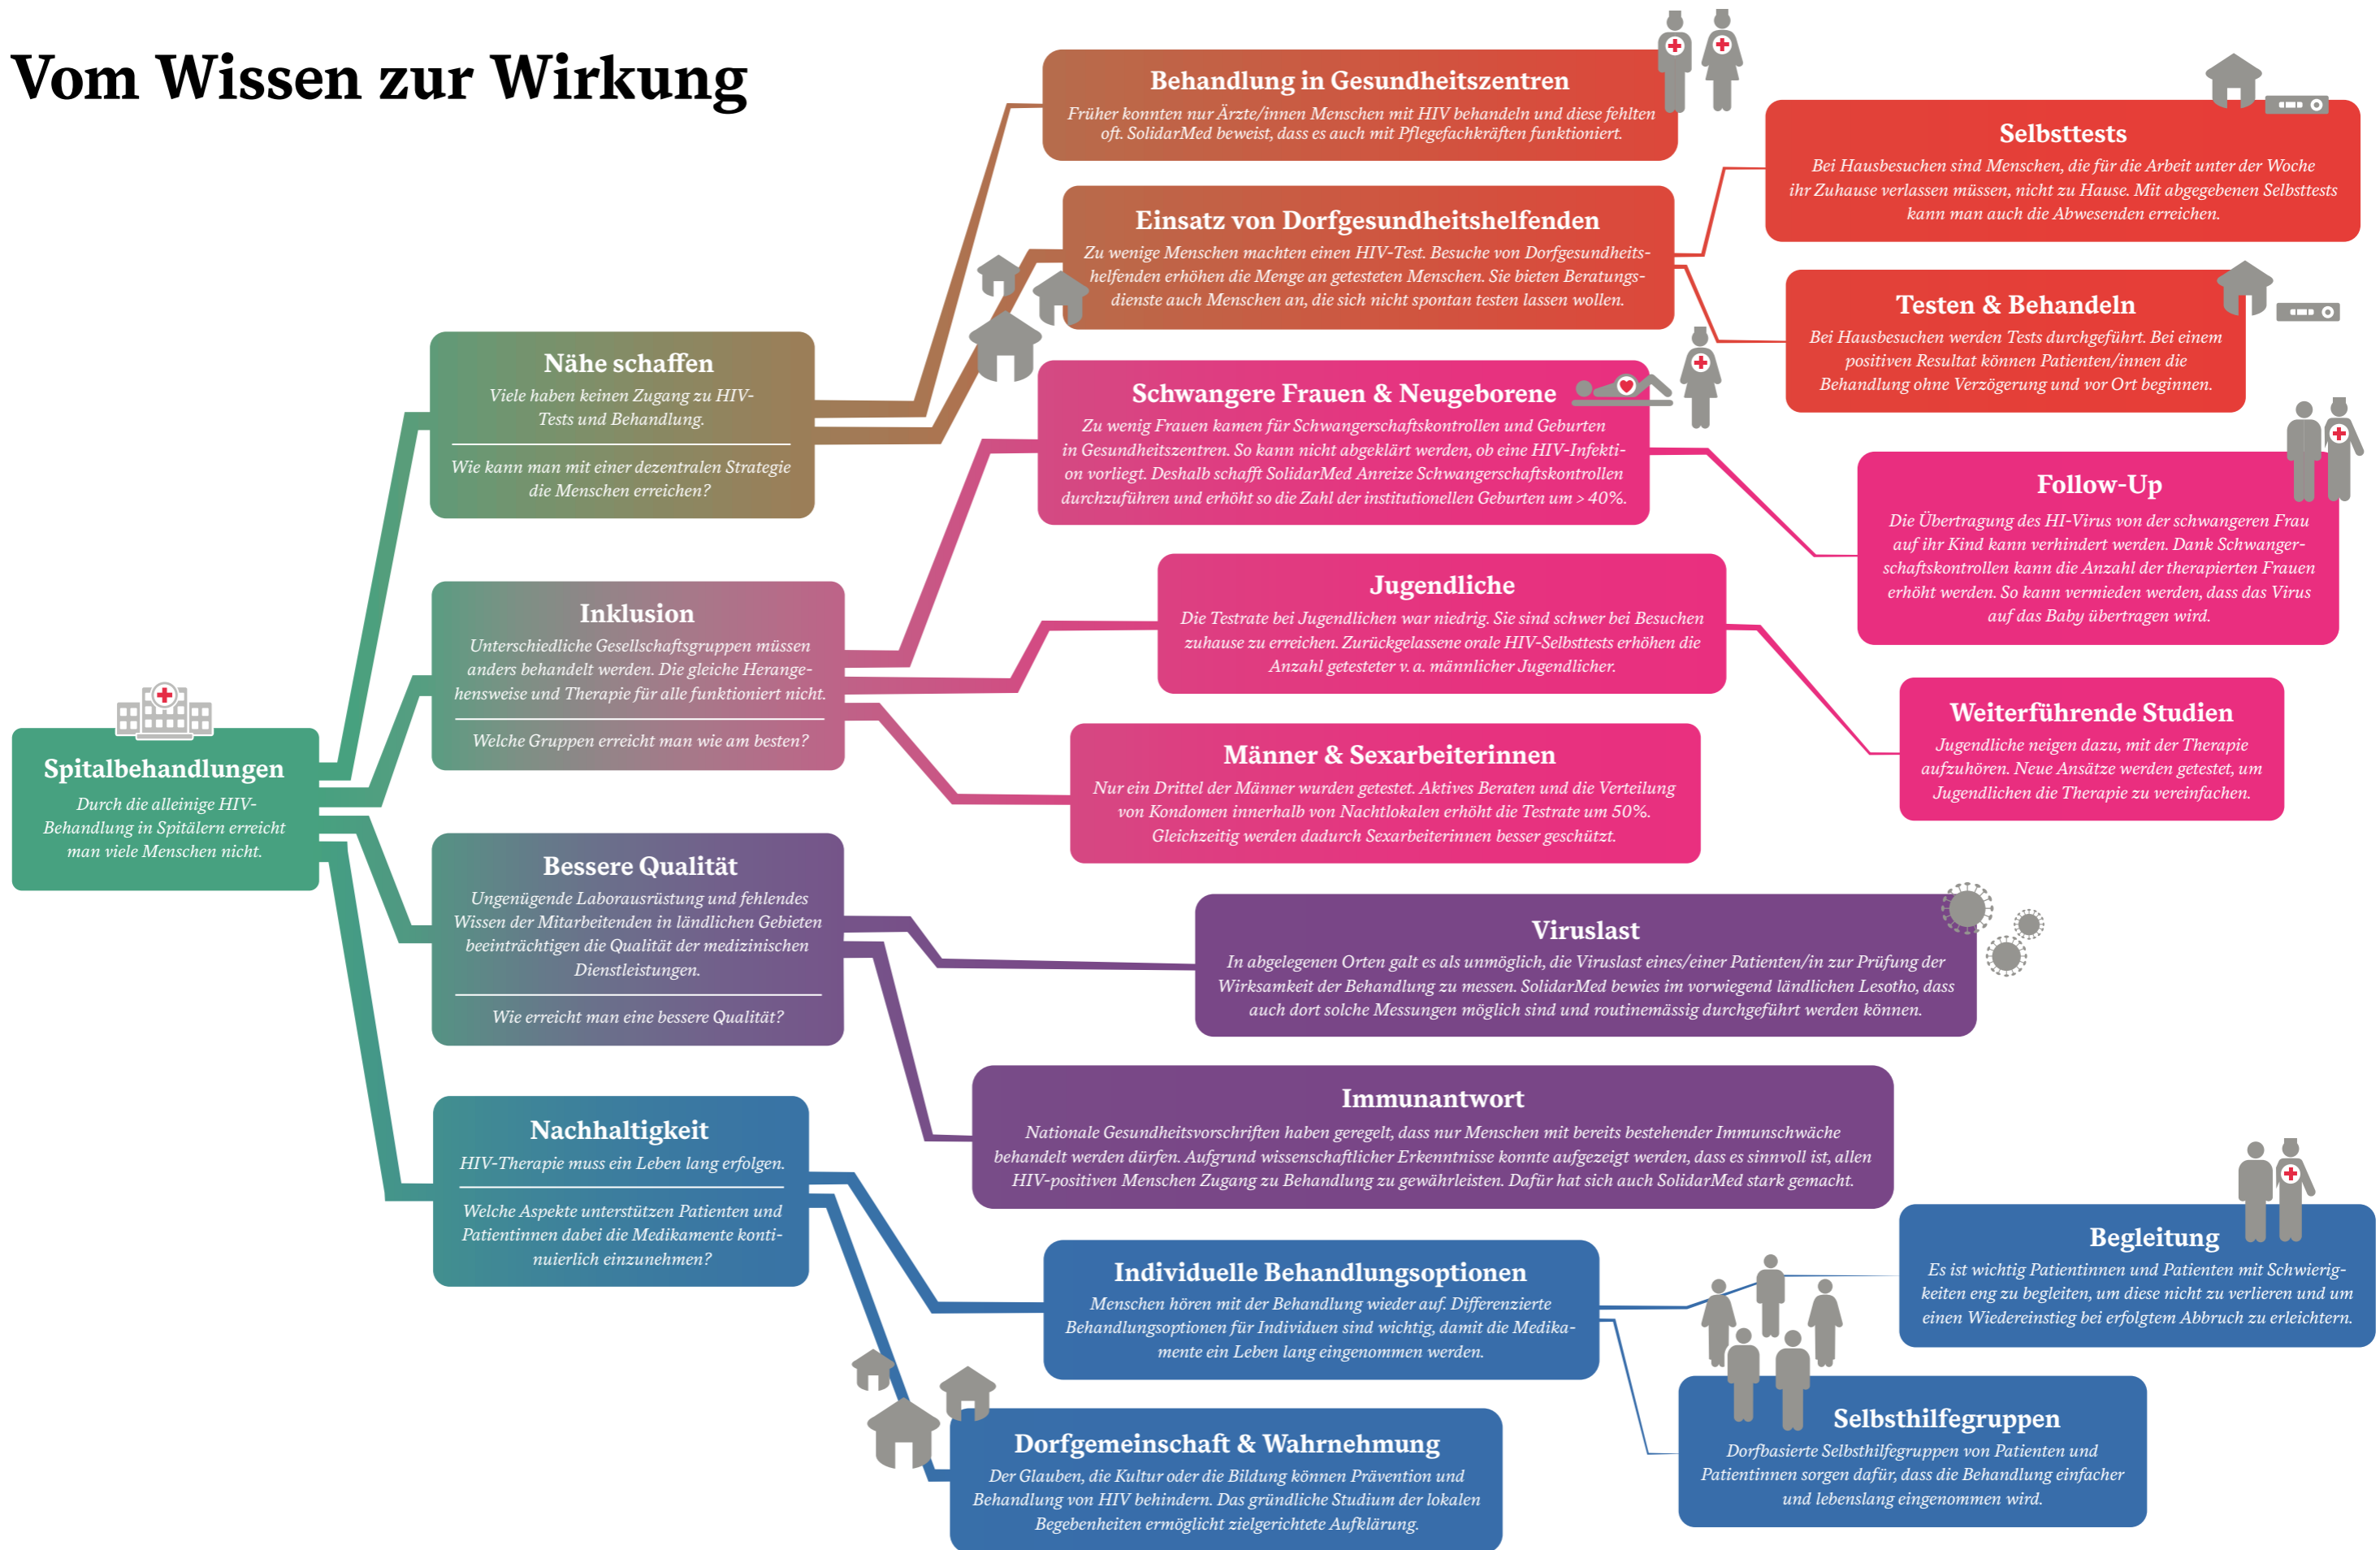 Vom Wissen zur Wirkung
Spitalbehandlungen
Durch die alleinige HIV-
Behandlung in Spitälern erreicht
man viele Menschen nicht.
Nähe schaffen
Viele haben keinen Zugang zu HIV-
Tests und Behandlung.
Wie kann man mit einer dezentralen Strategie
die Menschen erreichen?
Behandlung in Gesundheitszentren
Früher konnten nur Ärzte/innen Menschen mit HIV behandeln und diese fehlten
oft. SolidarMed beweist, dass es auch mit Pflegefachkräften funktioniert.
Einsatz von Dorfgesundheitshelfenden
Zu wenige Menschen machten einen HIV-Test. Besuche von Dorfgesundheits-
helfenden erhöhen die Menge an getesteten Menschen. Sie bieten Beratungs-
dienste auch Menschen an, die sich nicht spontan testen lassen wollen.
Selbsttests
Bei Hausbesuchen sind Menschen, die für die Arbeit unter der Woche
ihr Zuhause verlassen müssen, nicht zu Hause. Mit abgegebenen Selbsttests
kann man auch die Abwesenden erreichen.
Testen & Behandeln
Bei Hausbesuchen werden Tests durchgeführt. Bei einem
positiven Resultat können Patienten/innen die
Behandlung ohne Verzögerung und vor Ort beginnen.
Inklusion
Unterschiedliche Gesellschaftsgruppen müssen
anders behandelt werden. Die gleiche Herange-
hensweise und Therapie für alle funktioniert nicht.
Welche Gruppen erreicht man wie am besten?
Schwangere Frauen & Neugeborene
Zu wenig Frauen kamen für Schwangerschaftskontrollen und Geburten
in Gesundheitszentren. So kann nicht abgeklärt werden, ob eine HIV-Infekti-
on vorliegt. Deshalb schafft SolidarMed Anreize Schwangerschaftskontrollen
durchzuführen und erhöht so die Zahl der institutionellen Geburten um > 40%.
Follow-Up
Die Übertragung des HI-Virus von der schwangeren Frau
auf ihr Kind kann verhindert werden. Dank Schwanger-
schaftskontrollen kann die Anzahl der therapierten Frauen
erhöht werden. So kann vermieden werden, dass das Virus
auf das Baby übertragen wird.
Jugendliche
Die Testrate bei Jugendlichen war niedrig. Sie sind schwer bei Besuchen
zuhause zu erreichen. Zurückgelassene orale HIV-Selbsttests erhöhen die
Anzahl getesteter v. a. männlicher Jugendlicher.
Weiterführende Studien
Jugendliche neigen dazu, mit der Therapie
aufzuhören. Neue Ansätze werden getestet, um
Jugendlichen die Therapie zu vereinfachen.
Männer & Sexarbeiterinnen
Nur ein Drittel der Männer wurden getestet. Aktives Beraten und die Verteilung
von Kondomen innerhalb von Nachtlokalen erhöht die Testrate um 50%.
Gleichzeitig werden dadurch Sexarbeiterinnen besser geschützt.
Bessere Qualität
Ungenügende Laborausrüstung und fehlendes
Wissen der Mitarbeitenden in ländlichen Gebieten
beeinträchtigen die Qualität der medizinischen
Dienstleistungen.
Wie erreicht man eine bessere Qualität?
Viruslast
In abgelegenen Orten galt es als unmöglich, die Viruslast eines/einer Patienten/in zur Prüfung der
Wirksamkeit der Behandlung zu messen. SolidarMed bewies im vorwiegend ländlichen Lesotho, dass
auch dort solche Messungen möglich sind und routinemässig durchgeführt werden können.
Immunantwort
Nationale Gesundheitsvorschriften haben geregelt, dass nur Menschen mit bereits bestehender Immunschwäche
behandelt werden dürfen. Aufgrund wissenschaftlicher Erkenntnisse konnte aufgezeigt werden, dass es sinnvoll ist, allen
HIV-positiven Menschen Zugang zu Behandlung zu gewährleisten. Dafür hat sich auch SolidarMed stark gemacht.
Nachhaltigkeit
HIV-Therapie muss ein Leben lang erfolgen.
Welche Aspekte unterstützen Patienten und
Patientinnen dabei die Medikamente konti-
nuierlich einzunehmen?
Individuelle Behandlungsoptionen
Menschen hören mit der Behandlung wieder auf. Differenzierte
Behandlungsoptionen für Individuen sind wichtig, damit die Medika-
mente ein Leben lang eingenommen werden.
Begleitung
Es ist wichtig Patientinnen und Patienten mit Schwierig-
keiten eng zu begleiten, um diese nicht zu verlieren und um
einen Wiedereinstieg bei erfolgtem Abbruch zu erleichtern.
Selbsthilfegruppen
Dorfbasierte Selbsthilfegruppen von Patienten und
Patientinnen sorgen dafür, dass die Behandlung einfacher
und lebenslang eingenommen wird.
Dorfgemeinschaft & Wahrnehmung
Der Glauben, die Kultur oder die Bildung können Prävention und
Behandlung von HIV behindern. Das gründliche Studium der lokalen
Begebenheiten ermöglicht zielgerichtete Aufklärung.